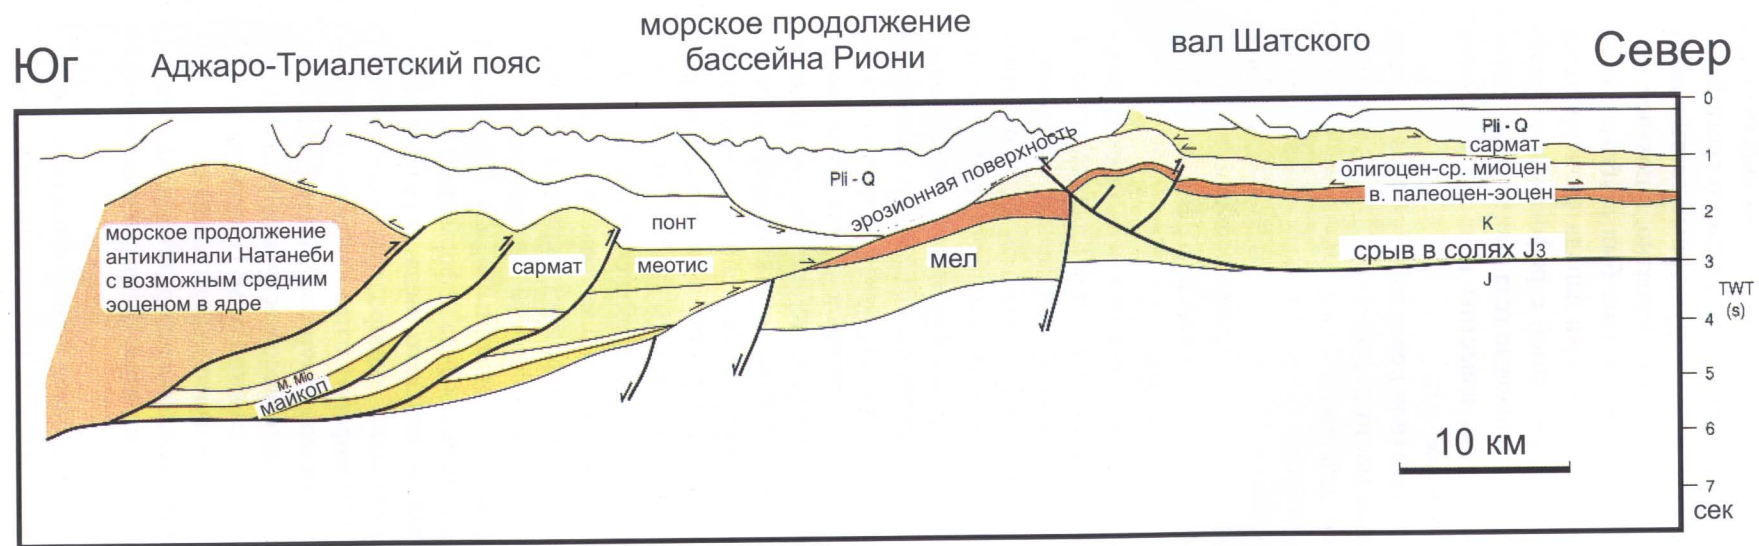 морское продолжение
бассейна Риони
Юг
Аджаро-Триалетский пояс
вал Шатского
Север
0
Pli - Q
сармат
1
олигоцен-ср. миоцен
в. палеоцен-эоцен
эрозионная поверхность
Pli - Q
2
понт
К
морское продолжение
антиклинали Натанеби
с возможным средним
эоценом в ядре
сармат
меотис
мел
срыв в солях J3
3
J
TWT
(s)
4
M. Mio
майкоп
5
10 км
6
7
сек